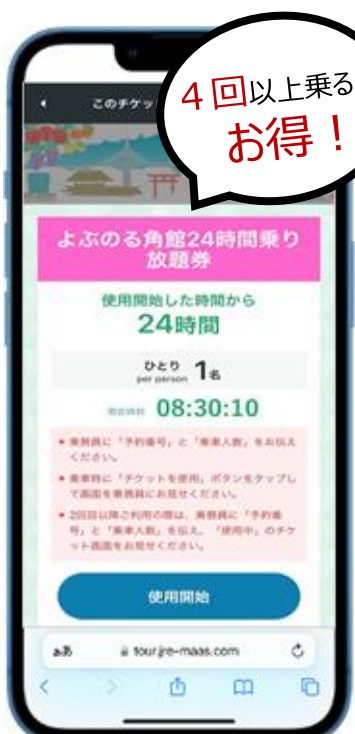 ４回以上乗る
お得！
このチケッ
よぶのる角館24時間乗り
放題券
使用開始した時間から
24時間
ひとり
per person
1名
現在時刻 08:30:10
• 乗務員に「予約番号」と「乗車人数」をお伝え
ください。
• 乗車時に「チケットを使用」ボタンをタップし
て画面を乗務員にお見せください。
• 2回目以降ご利用の際は、乗務員に「予約番
号」と「乗車人数」を伝え、「使用中」のチケ
ット画面をお見せください。
使用開始
ぁあ
tour.jre-maas.com